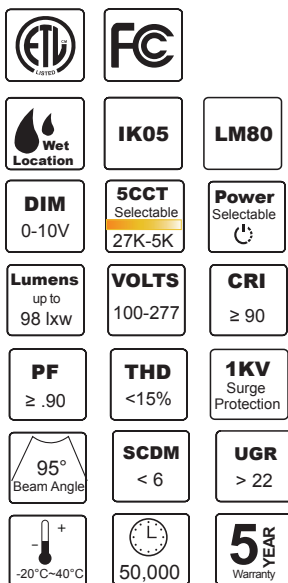 ETL
CM
LISTED
FC
Wet
Location
IK05
LM80
DIM
0-10V
5CCT
Selectable
27K-5K
Power
Selectable
Lumens
up to
98 lxw
VOLTS
100-277
CRI
≥ 90
PF
≥ .90
THD
<15%
1KV
Surge
Protection
95°
Beam Angle
SCDM
< 6
UGR
> 22
- +
-20°C~40°C
50,000
5 YEAR
Warranty